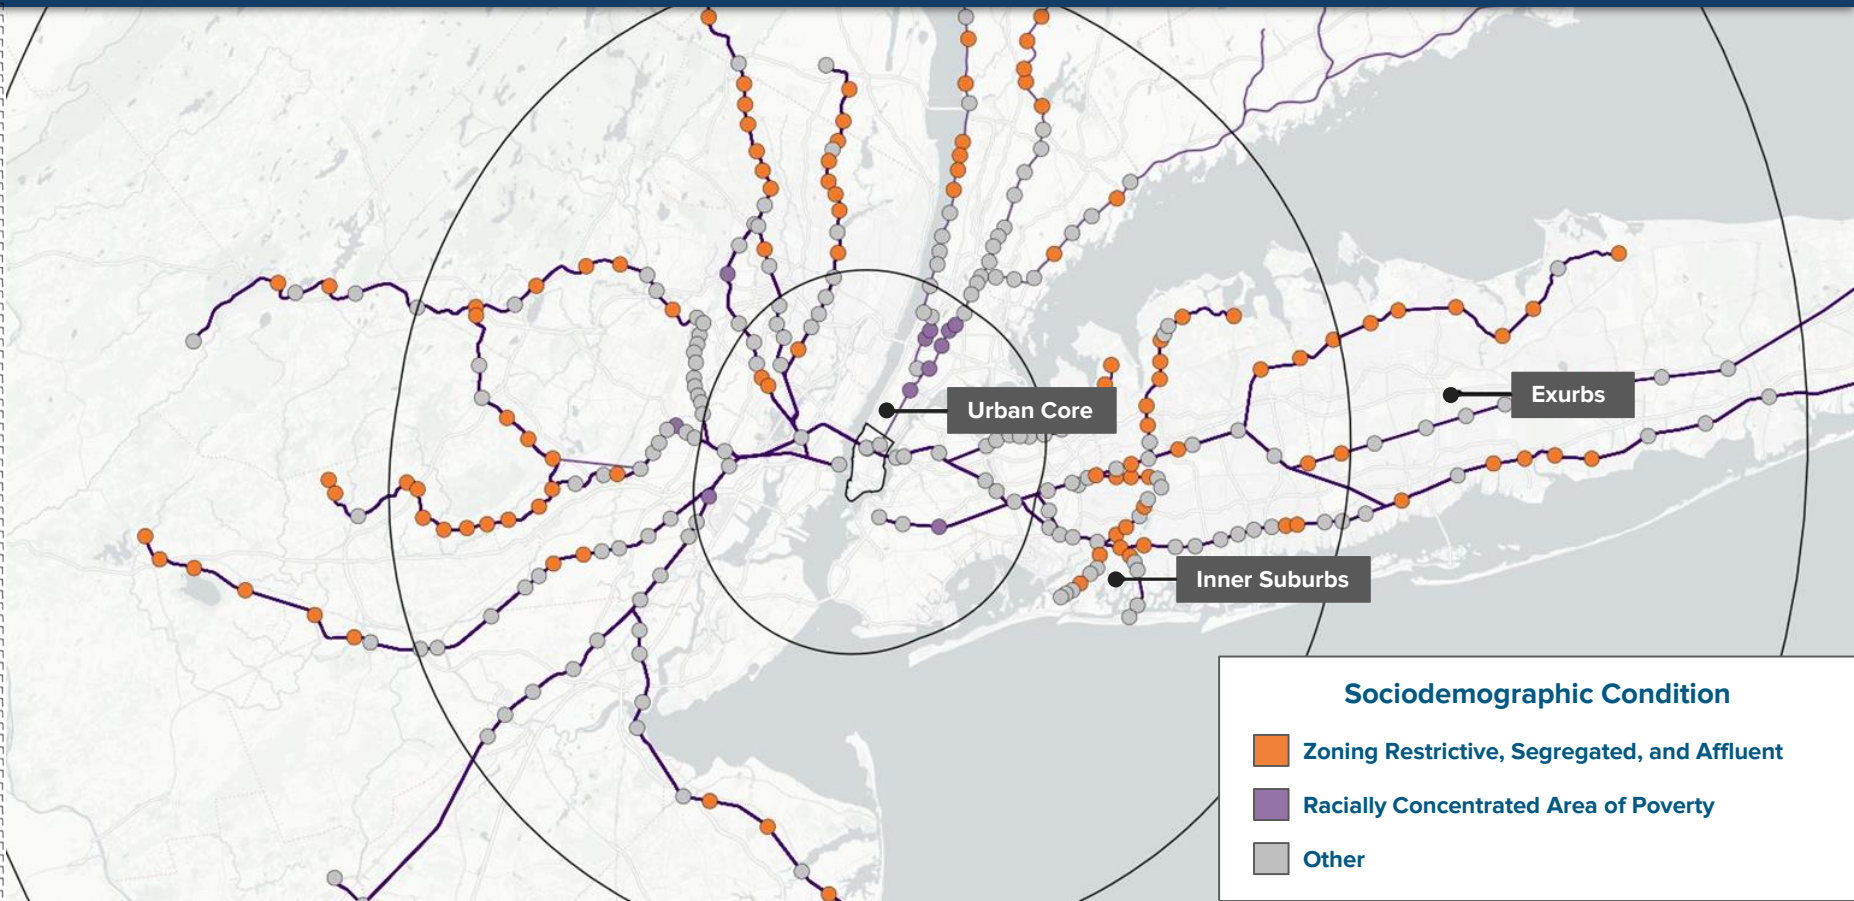 Urban Core
Exurbs
Inner Suburbs
Sociodemographic Condition
Zoning Restrictive, Segregated, and Affluent
Racially Concentrated Area of Poverty
Other